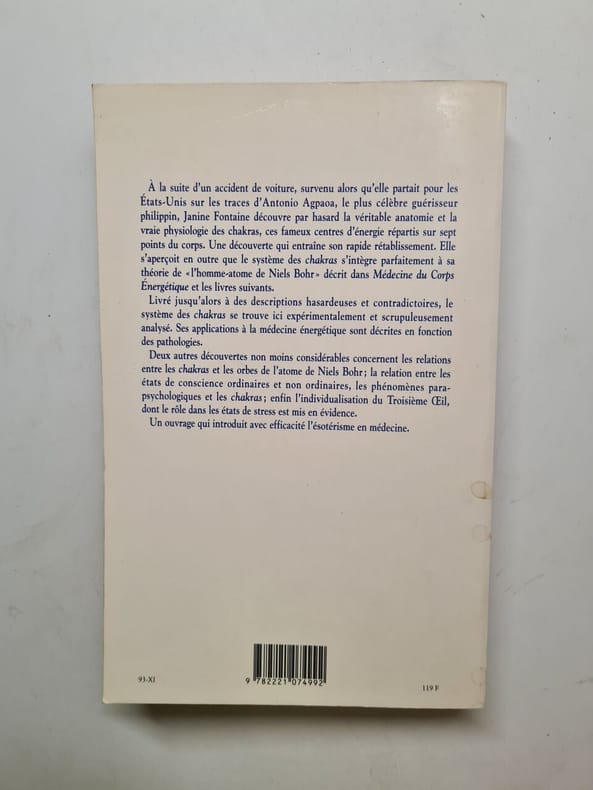 À la suite d'un accident de voiture, survenu alors qu'elle partait pour les
États-Unis sur les traces d'Antonio Agpaoa, le plus célèbre guérisseur
philippin, Janine Fontaine découvre par hasard la véritable anatomie et la
vraie physiologie des chakras, ces fameux centres d'énergie répartis sur sept
points du corps. Une découverte qui entraîne son rapide rétablissement. Elle
s'aperçoit en outre que le système des chakras s'intègre parfaitement à sa
théorie de «l'homme-atome de Niels Bohr» décrit dans Médecine du Corps
Énergétique et les livres suivants.
Livré jusqu'alors à des descriptions hasardeuses et contradictoires, le
système des chakras se trouve ici expérimentalement et scrupuleusement
analysé. Ses applications à la médecine énergétique sont décrites en fonction
des pathologies.
Deux autres découvertes non moins considérables concernent les relations
entre les chakras et les orbes de l'atome de Niels Bohr; la relation entre les
états de conscience ordinaires et non ordinaires, les phénomènes para-
psychologiques et les chakras; enfin l'individualisation du Troisième Œil,
dont le rôle dans les états de stress est mis en évidence.
Un ouvrage qui introduit avec efficacité l'ésotérisme en médecine.
93-XI
9 782221 074992
119 F